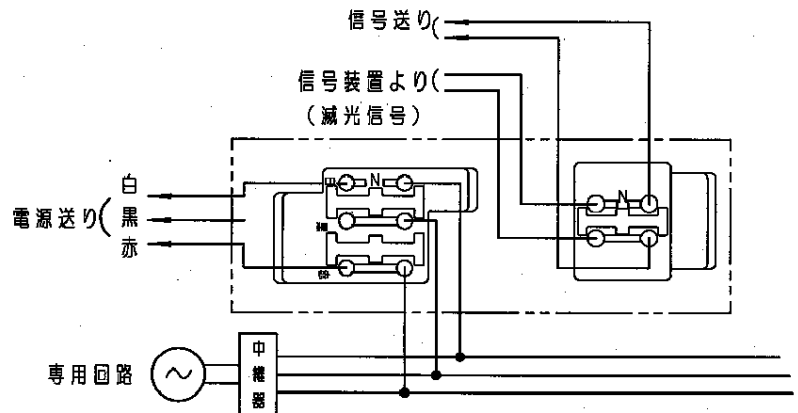 信号送り(
信号装置より(
(減光信号)
N
N
白
電源送り( 黒
赤
専用回路
中継器